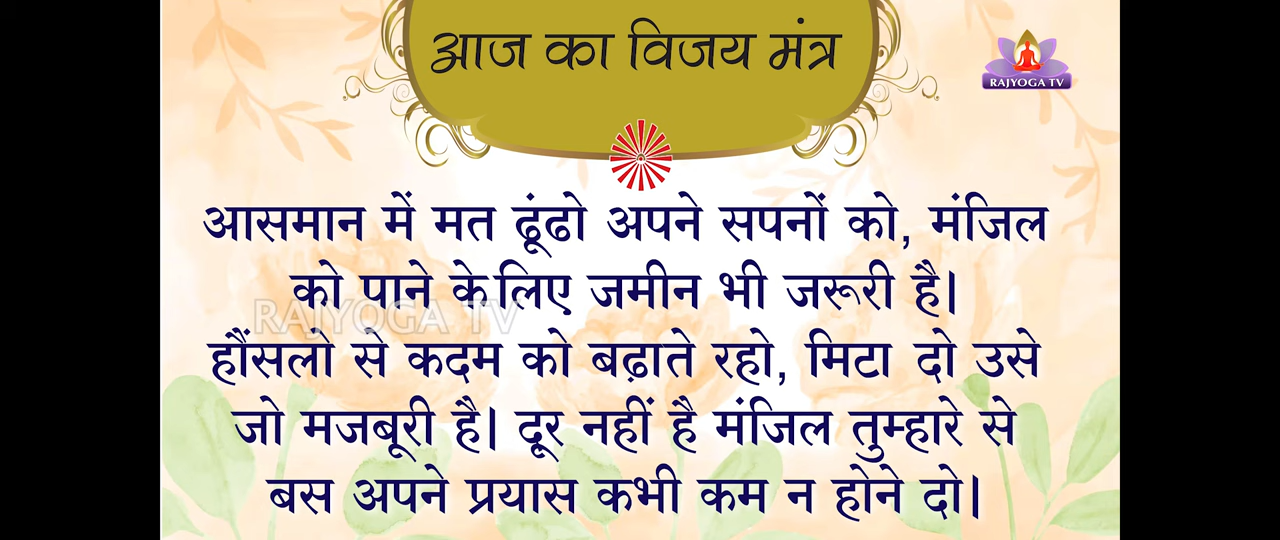 आज का विजय मंत्र
RAJYOGA TV
आसमान में मत ढूंढो अपने सपनों को, मंजिल
को पाने केलिए जमीन भी जरूरी है।
RAJYOGA TV
हौंसलो से कदम को बढ़ाते रहो, मिटा दो उसे
जो मजबूरी है। दूर नहीं है मंजिल तुम्हारे से
बस अपने प्रयास कभी कम न होने दो।